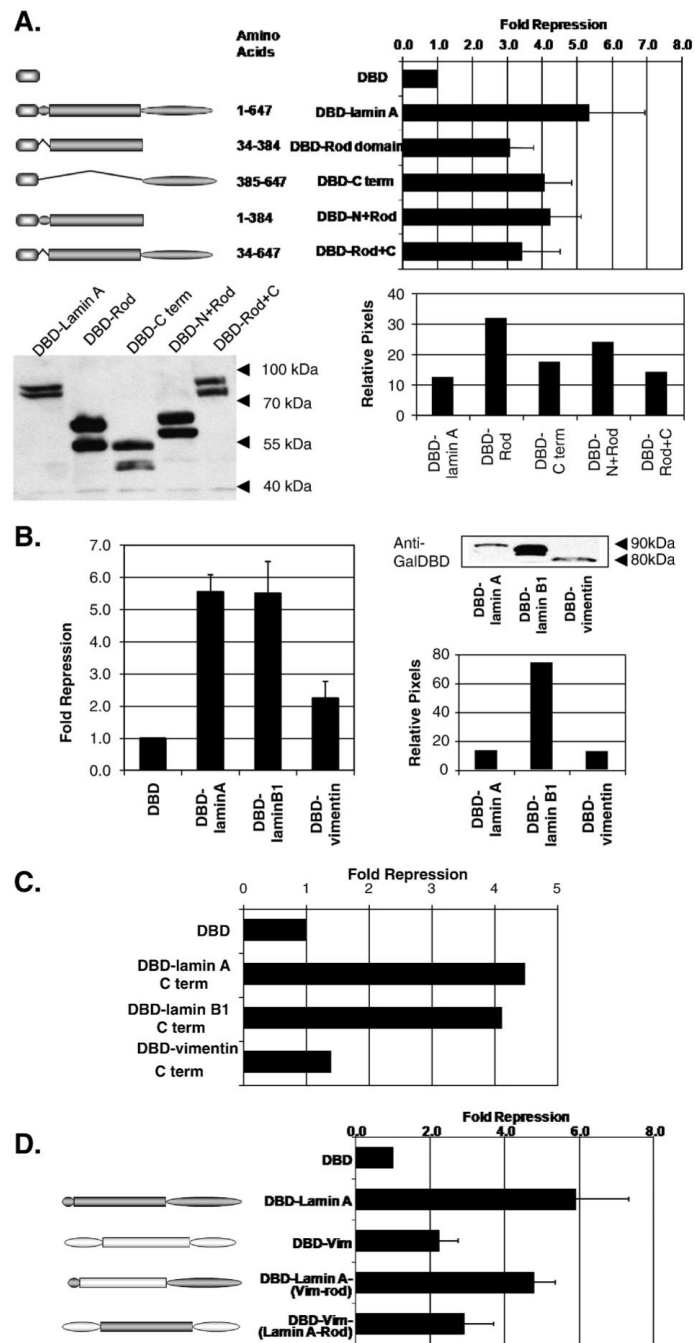 A.
Amino
Acids
1-647
34-384
385-647
1-384
34-647
Fold Repression
0.0 1.0 2.0 3.0 4.0 5.0 6.0 7.0 8.0
DBD
DBD-lamin A
DBD-Rod domain
DBD-C term
DBD-N+Rod
DBD-Rod+C
DBD-Lamin A
DBD-Rod
DBD-C term
DBD-N+Rod
DBD-Rod+C
100 kDa
70 kDa
55 kDa
40 kDa
Relative Pixels
40
30
20
10
0
DBD-
lamin A
DBD-
Rod
DBD-
C term
DBD-
N+Rod
DBD-
Rod+C
B.
Fold Repression
7.0
6.0
5.0
4.0
3.0
2.0
1.0
0.0
DBD
DBD-
laminA
DBD-
laminB1
DBD-
vimentin
Anti-
GalDBD
90kDa
80kDa
DBD-
lamin A
DBD-
lamin B1
DBD-
vimentin
Relative Pixels
80
60
40
20
0
DBD-
lamin A
DBD-
lamin B1
DBD-
vimentin
C.
Fold Repression
0 1 2 3 4 5
DBD
DBD-lamin A
C term
DBD-lamin B1
C term
DBD-vimentin
C term
D.
Fold Repression
0.0 2.0 4.0 6.0 8.0
DBD
DBD-Lamin A
DBD-Vim
DBD-Lamin A-
(Vim-rod)
DBD-Vim-
(Lamin A-Rod)